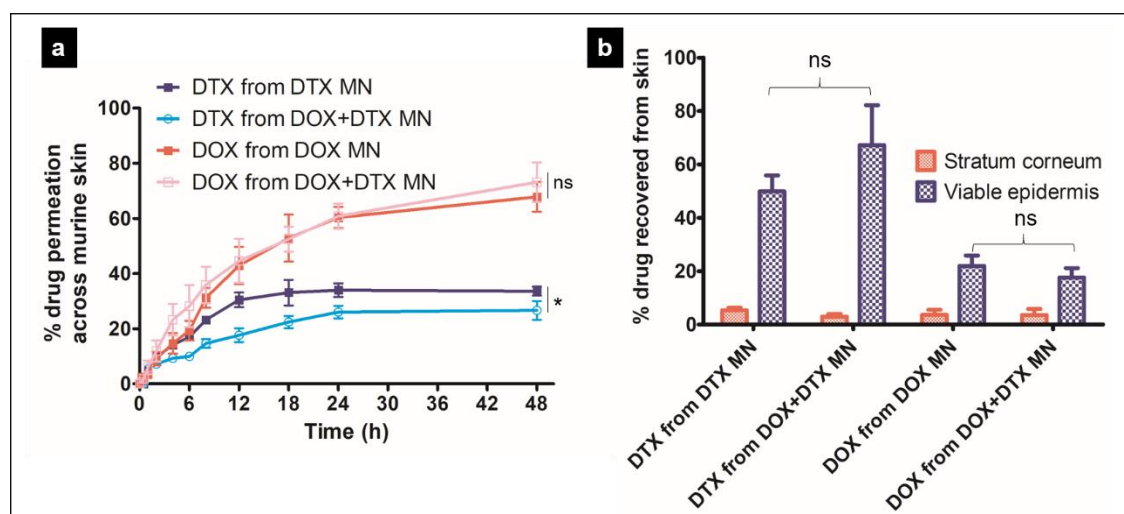 a
DTX from DTX MN
DTX from DOX+DTX MN
DOX from DOX MN
DOX from DOX+DTX MN
% drug permeation
across murine skin
100
80
60
40
20
0
0 6 12 18 24 30 36 42 48
Time (h)
ns
*
b
% drug recovered from skin
100
80
60
40
20
0
ns
Stratum corneum
Viable epidermis
ns
DTX from DTX MN
DTX from DOX+DTX MN
DOX from DOX MN
DOX from DOX+DTX MN